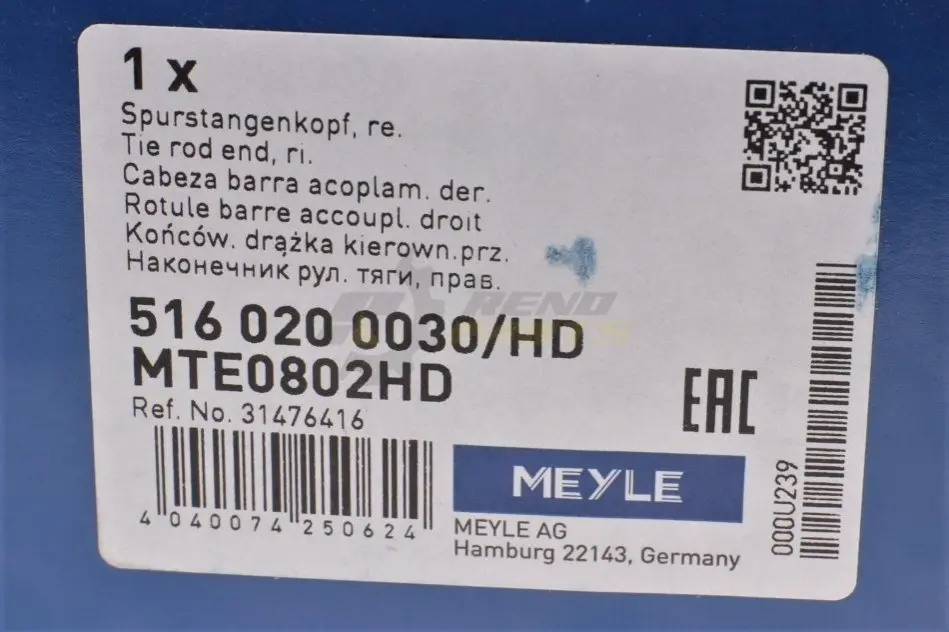 1 x
Spurstangenkopf, re.
Tie rod end, ri.
Cabeza barra acoplam. der.
Rotule barre accoupl. droit
Końców. drążka kierown.prz.
Наконечник рул. тяги, прав.
516 020 0030/HD
MTE0802HD
Ref. No. 31476416
4 040074 250624
EAC
MEYLE
MEYLE AG
Hamburg 22143, Germany
000U239
RENO